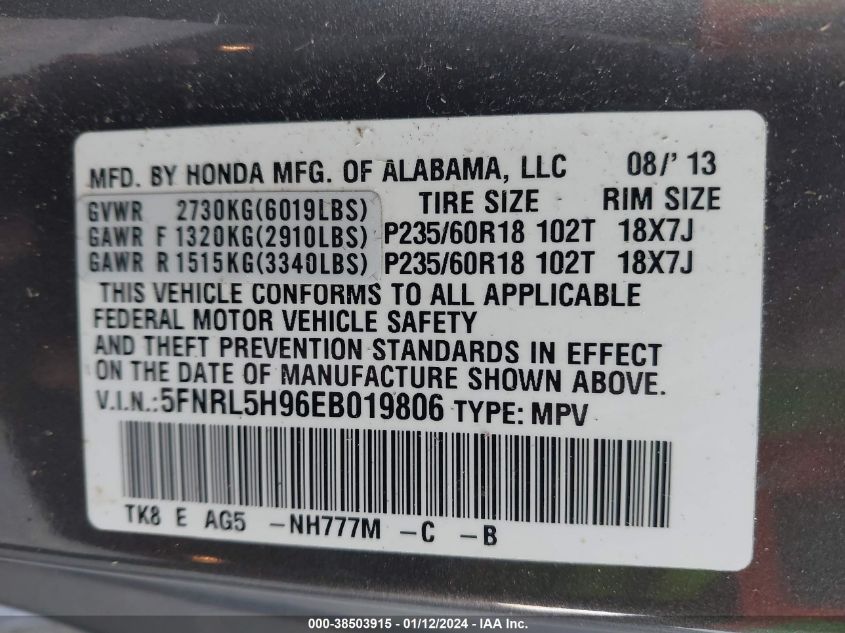 MFD. BY HONDA MFG. OF ALABAMA, LLC 08/'13
GVWR 2730KG(6019LBS) TIRE SIZE RIM SIZE
GAWR F 1320KG(2910LBS) P235/60R18 102T 18X7J
GAWR R 1515KG(3340LBS) P235/60R18 102T 18X7J
THIS VEHICLE CONFORMS TO ALL APPLICABLE
FEDERAL MOTOR VEHICLE SAFETY
AND THEFT PREVENTION STANDARDS IN EFFECT
ON THE DATE OF MANUFACTURE SHOWN ABOVE.
V.I.N.:5FNRL5H96EB019806 TYPE: MPV
TK8 E AG5 -NH777M -C -B
000-38503915 - 01/12/2024 - IAA Inc.